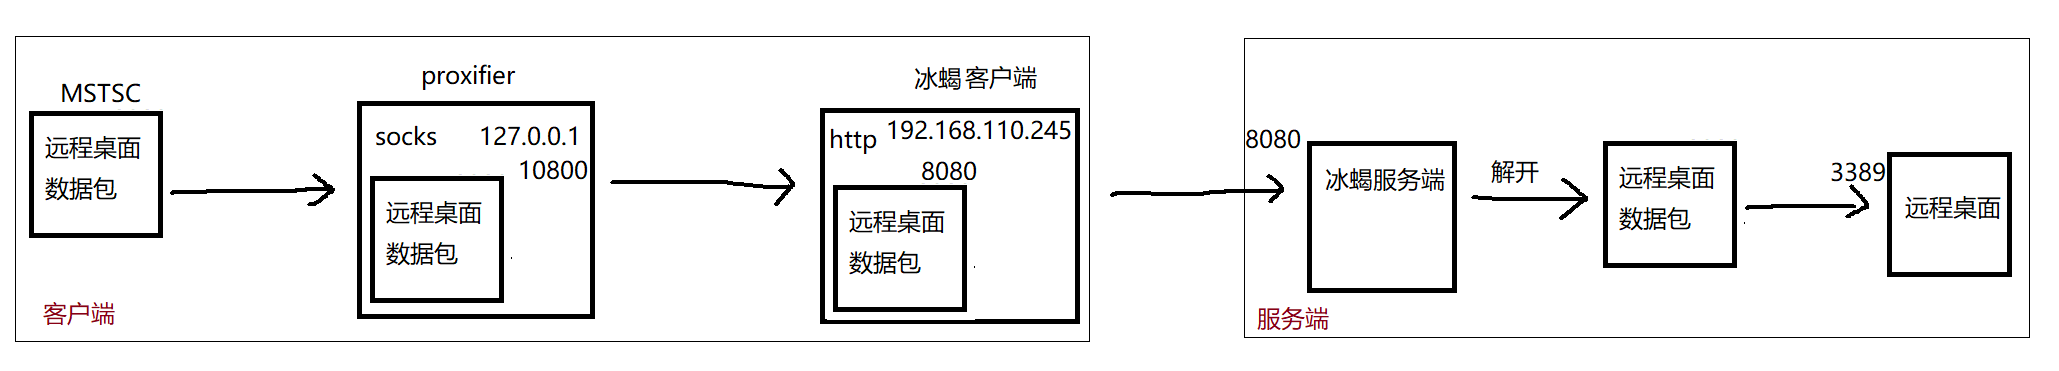 MSTSC
远程桌面
数据包
客户端
proxifier
socks 127.0.0.1
10800
远程桌面
数据包
冰蝎客户端
http 192.168.110.245
8080
远程桌面
数据包
8080
冰蝎服务端
服务端
解开
远程桌面
数据包
3389
远程桌面